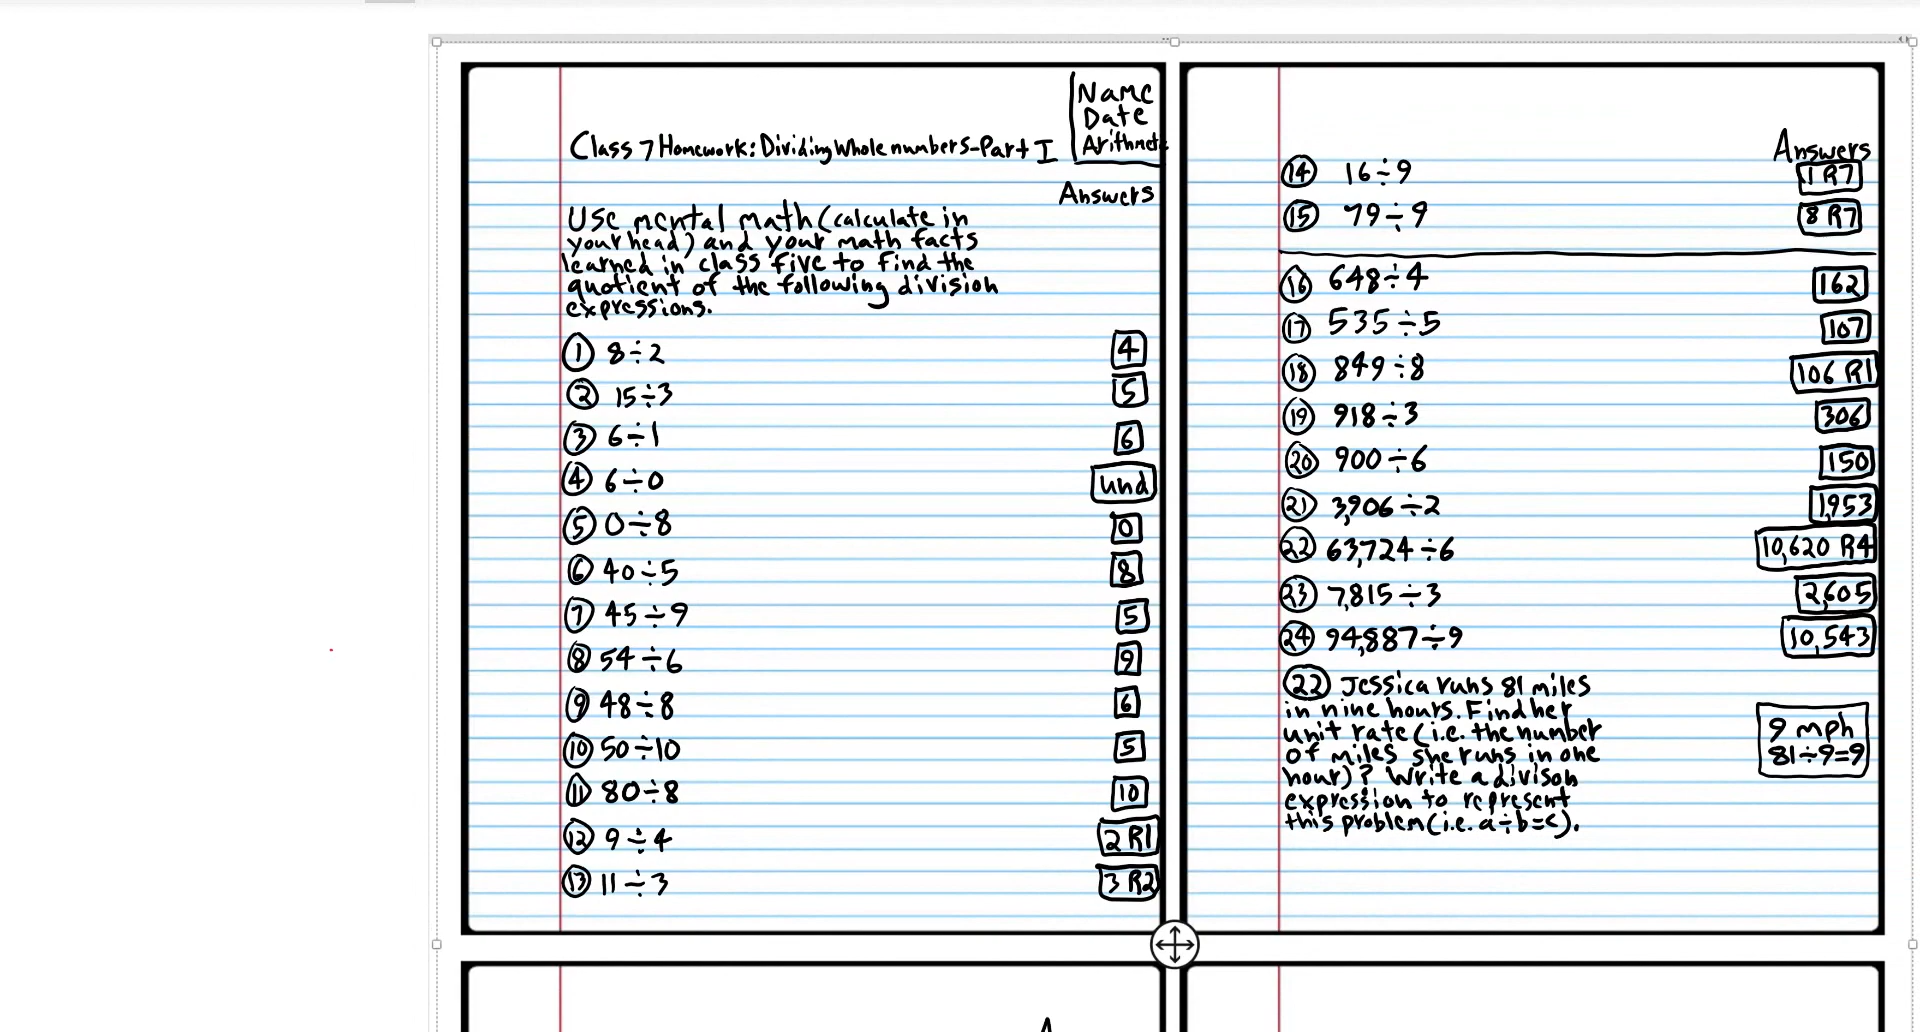 Name
Date
Arithmet
Class 7 Homework: Dividing Whole numbers-Part I
Answers
Use mental math (calculate in
your head) and your math facts
learned in class five to find the
quotient of the following division
expressions.
1 8÷2 4
2 15÷3 5
3 6÷1 6
4 6÷0 und
5 0÷8 0
6 40÷5 8
7 45÷9 5
8 54÷6 9
9 48÷8 6
10 50÷10 5
11 80÷8 10
12 9÷4 2 R1
13 11÷3 3 R2
Answers
14 16÷9 1 R7
15 79÷9 8 R7
16 648÷4 162
17 535÷5 107
18 849÷8 106 R1
19 918÷3 306
20 900÷6 150
21 3,906÷2 1,953
22 63,724÷6 10,620 R4
23 7,815÷3 2,605
24 94,887÷9 10,543
22 Jessica runs 81 miles
in nine hours. Find her
unit rate (i.e. the number
of miles she runs in one
hour)? Write a divison
expression to represent
this problem (i.e. a÷b=c).
9 mph
81÷9=9